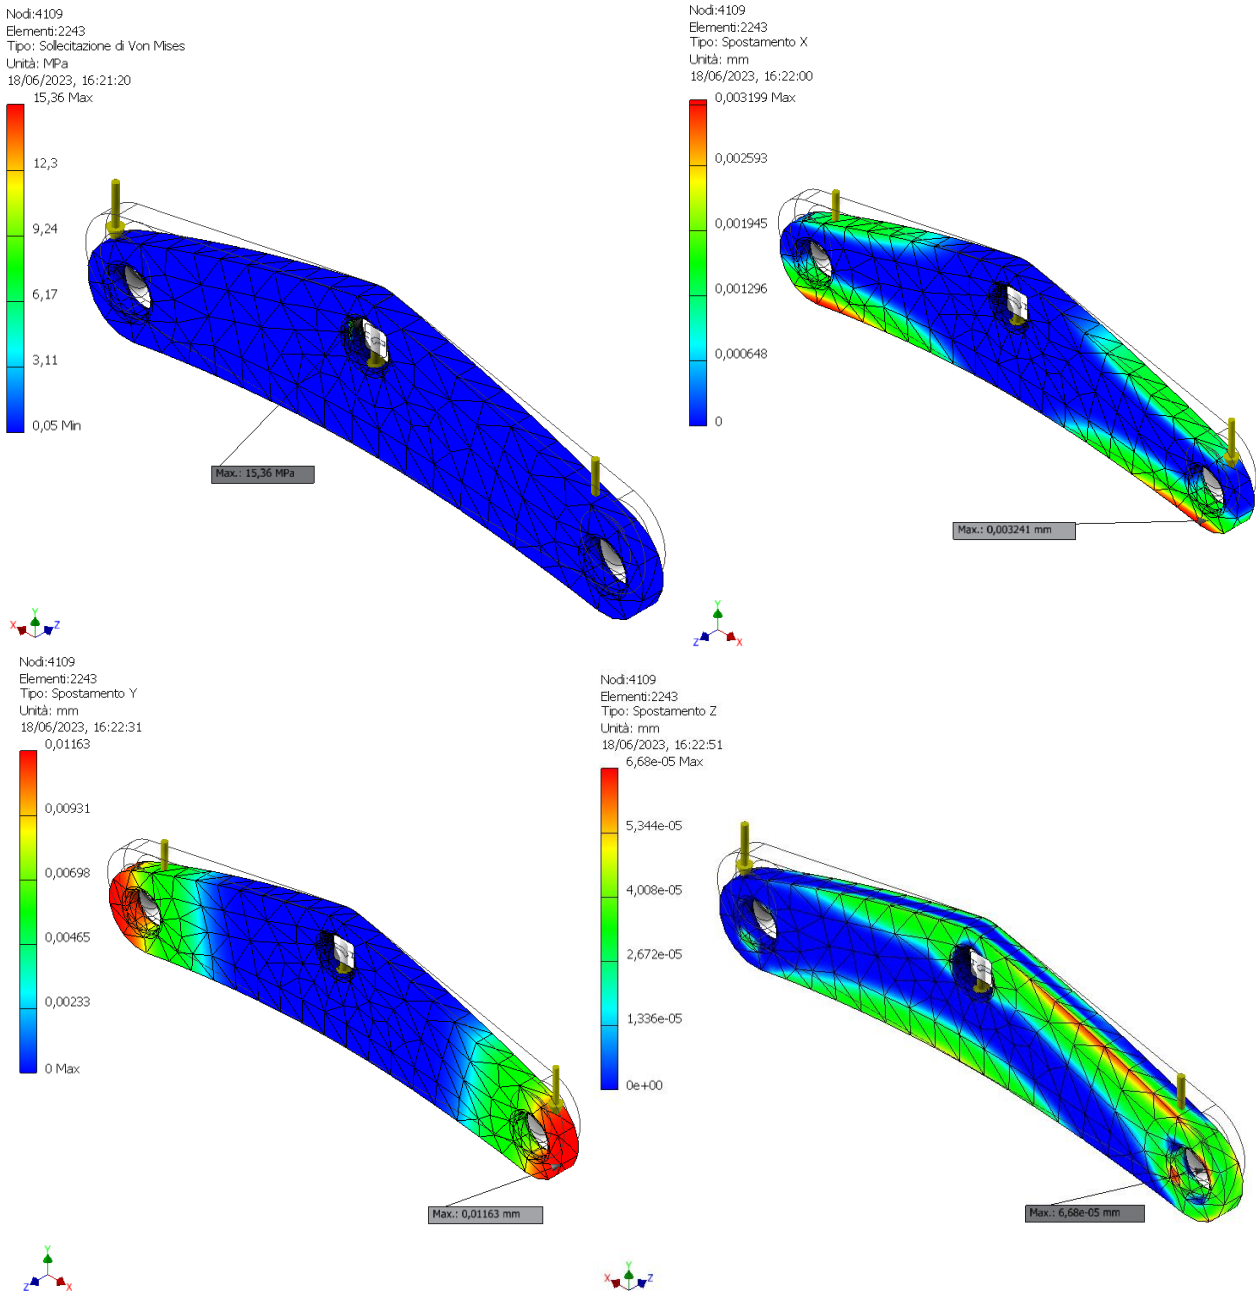 Nodi:4109
Elementi:2243
Tipo: Sollecitazione di Von Mises
Unità: MPa
18/06/2023, 16:21:20
15,36 Max
12,3
9,24
6,17
3,11
0,05 Min
Max.: 15,36 MPa
X
Y
Z
Nodi:4109
Elementi:2243
Tipo: Spostamento X
Unità: mm
18/06/2023, 16:22:00
0,003199 Max
0,002593
0,001945
0,001296
0,000648
0
Max.: 0,003241 mm
Y
Z
X
Nodi:4109
Elementi:2243
Tipo: Spostamento Y
Unità: mm
18/06/2023, 16:22:31
0,01163
0,00931
0,00698
0,00465
0,00233
0 Max
Max.: 0,01163 mm
Y
Z
X
Nodi:4109
Elementi:2243
Tipo: Spostamento Z
Unità: mm
18/06/2023, 16:22:51
6,68e-05 Max
5,344e-05
4,008e-05
2,672e-05
1,336e-05
0e+00
Max.: 6,68e-05 mm
Y
X
Z